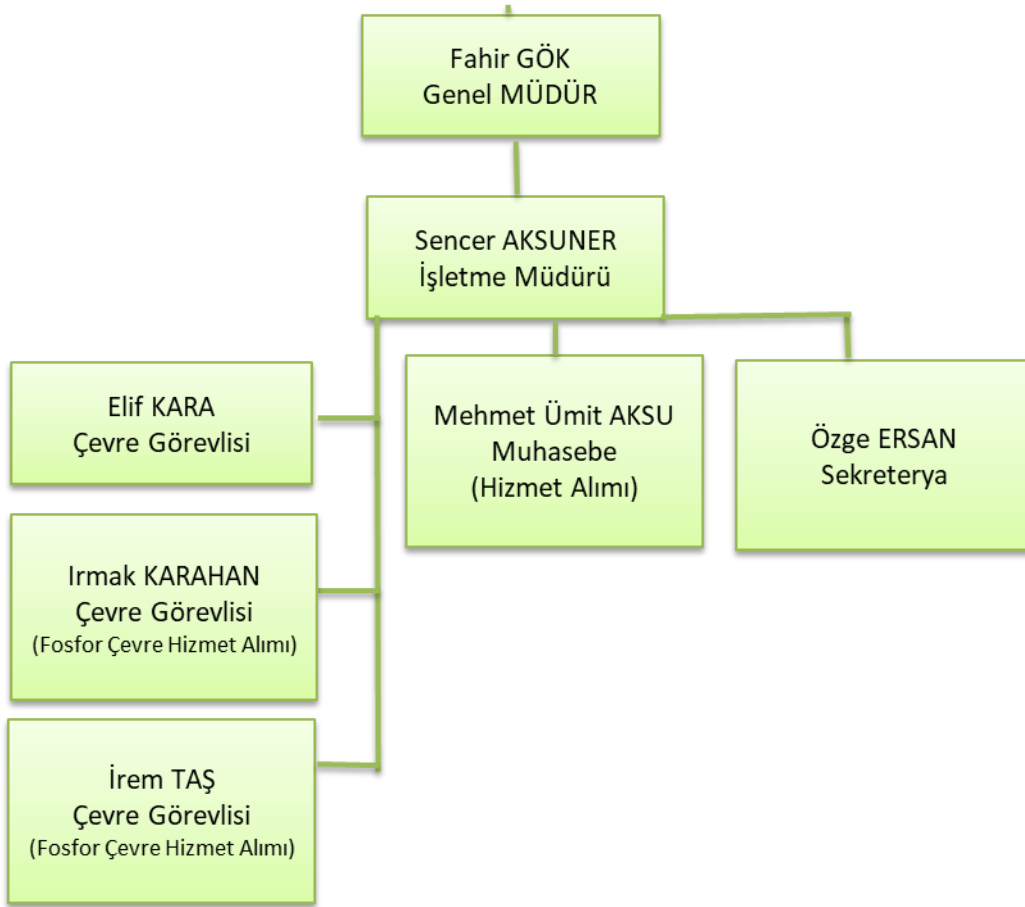 Fahir GÖK
Genel MÜDÜR
Sencer AKSUNER
İşletme Müdürü
Elif KARA
Çevre Görevlisi
Mehmet Ümit AKSU
Muhasebe
(Hizmet Alımı)
Özge ERSAN
Sekreterya
Irmak KARAHAN
Çevre Görevlisi
(Fosfor Çevre Hizmet Alımı)
İrem TAŞ
Çevre Görevlisi
(Fosfor Çevre Hizmet Alımı)